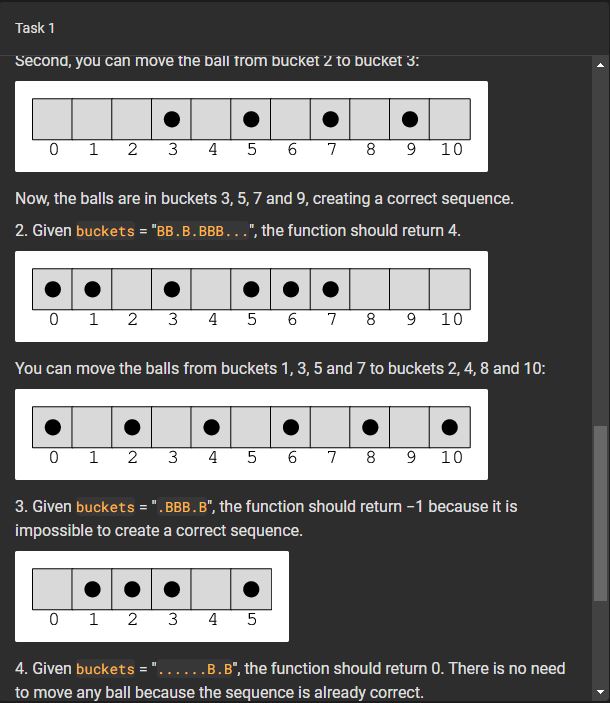 Task 1
Second, you can move the ball from bucket 2 to bucket 3:
0 1 2 3 4 5 6 7 8 9 10
Now, the balls are in buckets 3, 5, 7 and 9, creating a correct sequence.
2. Given buckets = "BB.B.BBB...", the function should return 4.
0 1 2 3 4 5 6 7 8 9 10
You can move the balls from buckets 1, 3, 5 and 7 to buckets 2, 4, 8 and 10:
0 1 2 3 4 5 6 7 8 9 10
3. Given buckets = ".BBB.B", the function should return −1 because it is
impossible to create a correct sequence.
0 1 2 3 4 5
4. Given buckets = "......B.B", the function should return 0. There is no need
to move any ball because the sequence is already correct.